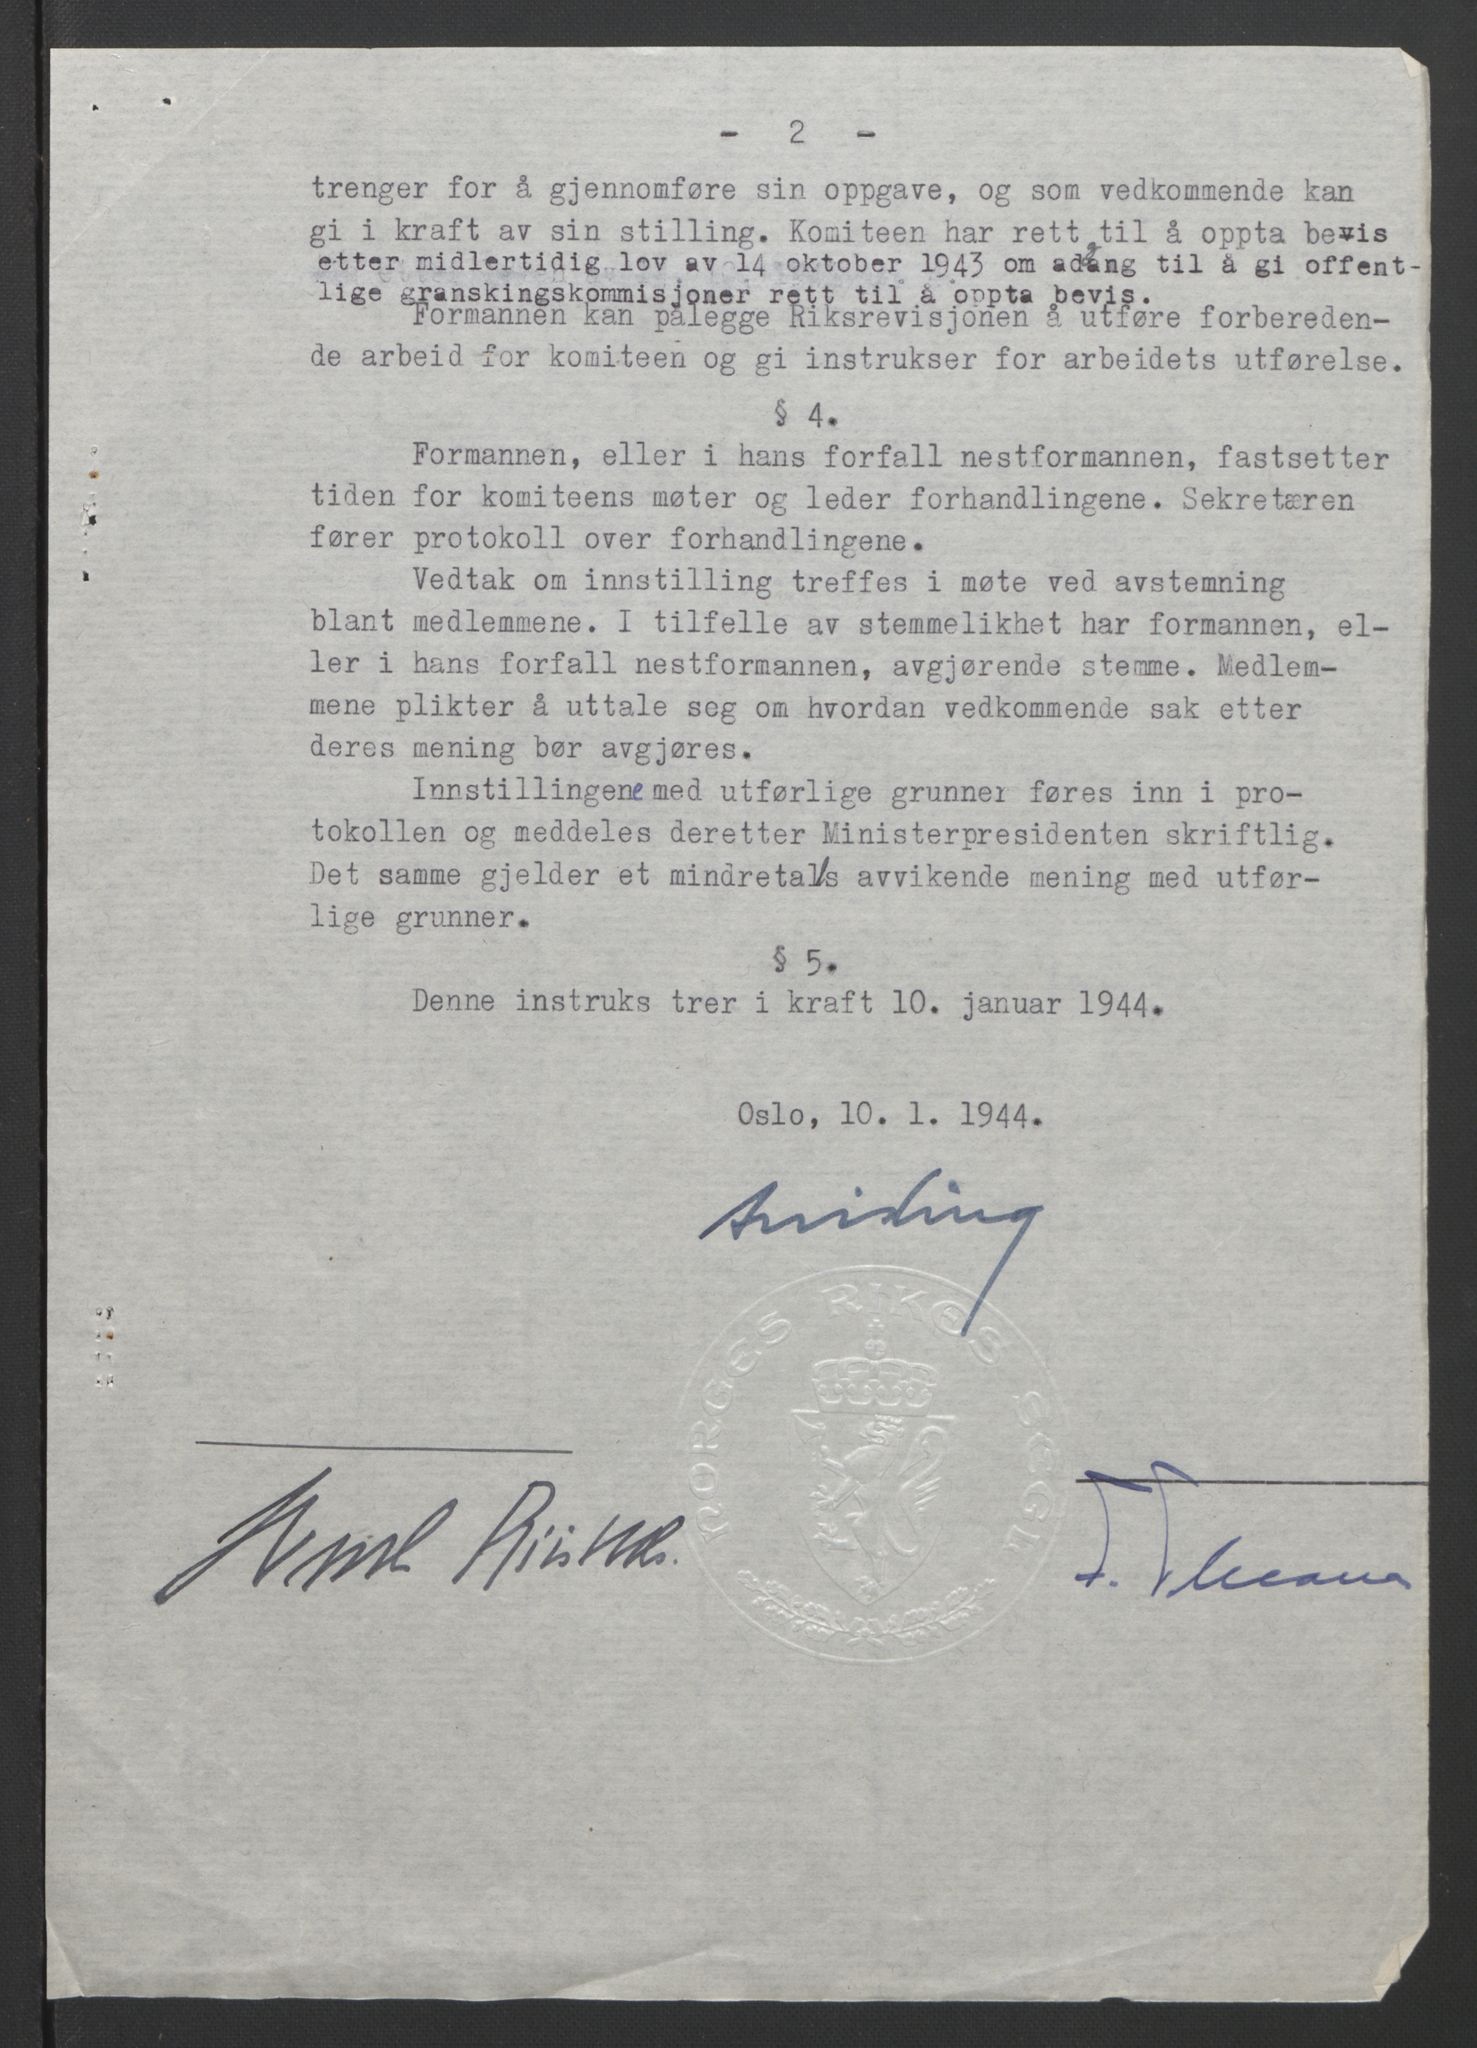 - 2 -
trenger for å gjennomføre sin oppgave, og som vedkommende kan
gi i kraft av sin stilling. Komiteen har rett til å oppta bevis
etter midlertidig lov av 14 oktober 1943 om adgang til å gi offent-
lige granskingskommisjoner rett til å oppta bevis.
Formannen kan pålegge Riksrevisjonen å utføre forbereden-
de arbeid for komiteen og gi instrukser for arbeidets utførelse.
§ 4.
Formannen, eller i hans forfall nestformannen, fastsetter
tiden for komiteens møter og leder forhandlingene. Sekretæren
fører protokoll over forhandlingene.
Vedtak om innstilling treffes i møte ved avstemning
blant medlemmene. I tilfelle av stemmelikhet har formannen, el-
ler i hans forfall nestformannen, avgjørende stemme. Medlem-
mene plikter å uttale seg om hvordan vedkommende sak etter
deres mening bør avgjøres.
Innstillingene med utførlige grunner føres inn i pro-
tokollen og meddeles deretter Ministerpresidenten skriftlig.
Det samme gjelder et mindretalls avvikende mening med utfør-
lige grunner.
§ 5.
Denne instruks trer i kraft 10. januar 1944.
Oslo, 10. 1. 1944.
Quisling
NORGES RIKES SEGL